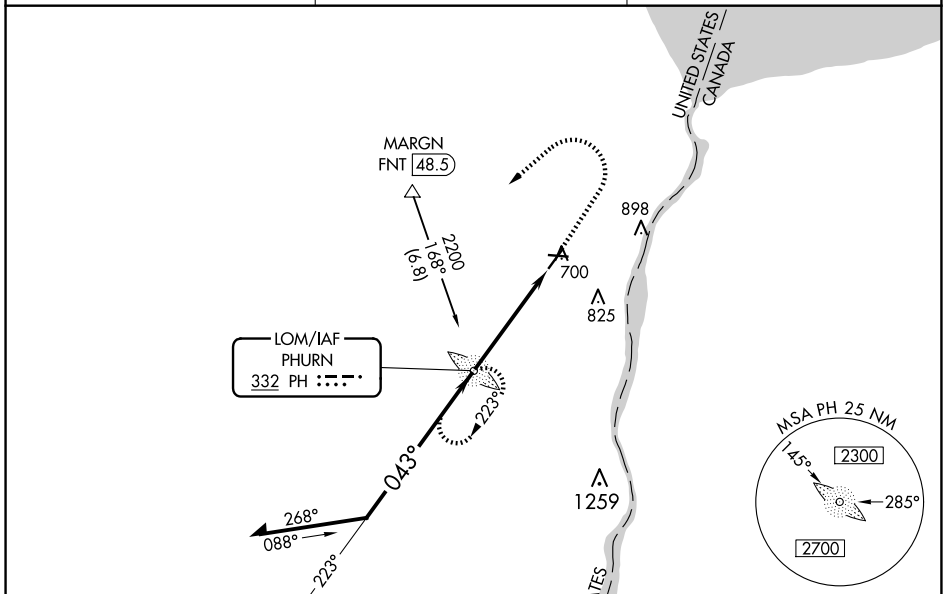 UNITED STATES
CANADA
MARGN
FNT 48.5
898
2200
168°
(6.8)
700
825
LOM/IAF
PHURN
332 PH
223°
MSA PH 25 NM
145°
2300
043°
1259
285°
268°
088°
2700
223°
TES